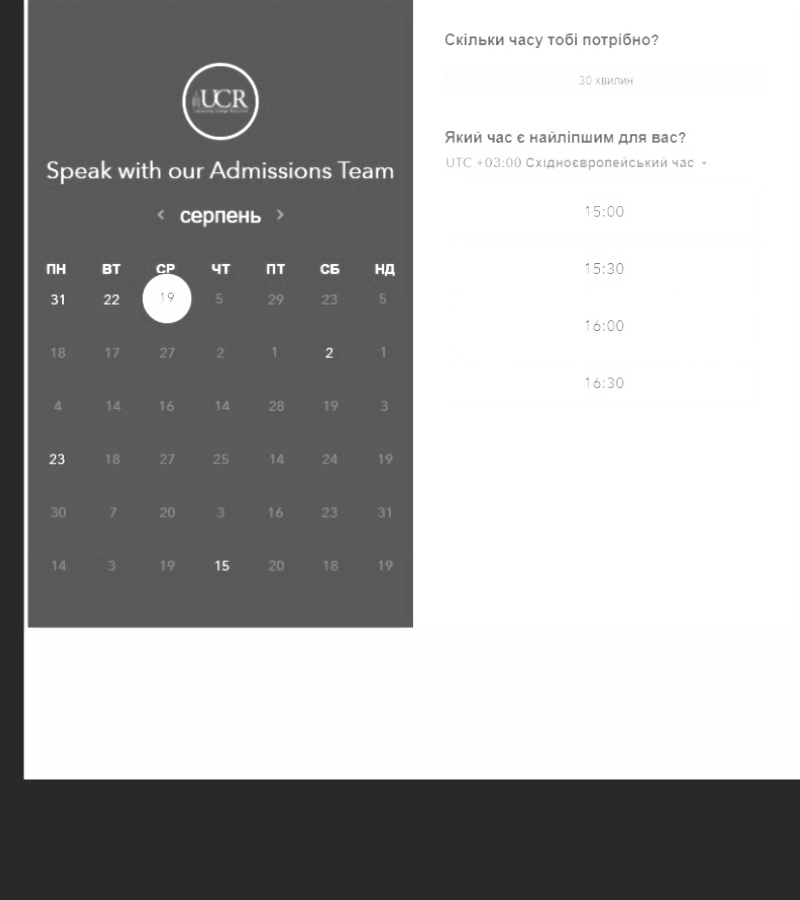 Скільки часу тобі потрібно?
30 хвилин
Який час є найліпшим для вас?
UTC +03:00 Східноєвропейський час
15:00
15:30
16:00
16:30
UCR
Speak with our Admissions Team
‹ серпень ›
ПН ВТ СР ЧТ ПТ СБ НД
31 22 19 5 29 23 5
18 17 27 2 1 2 1
4 14 16 14 28 19 3
23 18 27 25 14 24 19
30 7 20 3 16 23 31
14 3 19 15 20 18 19